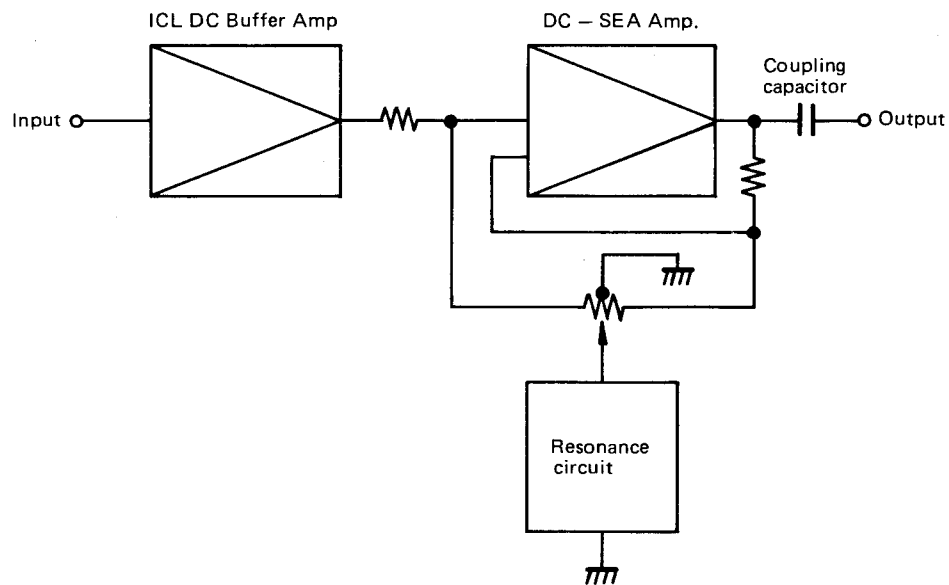 ICL DC Buffer Amp
DC – SEA Amp.
Coupling
capacitor
Input
Output
Resonance
circuit